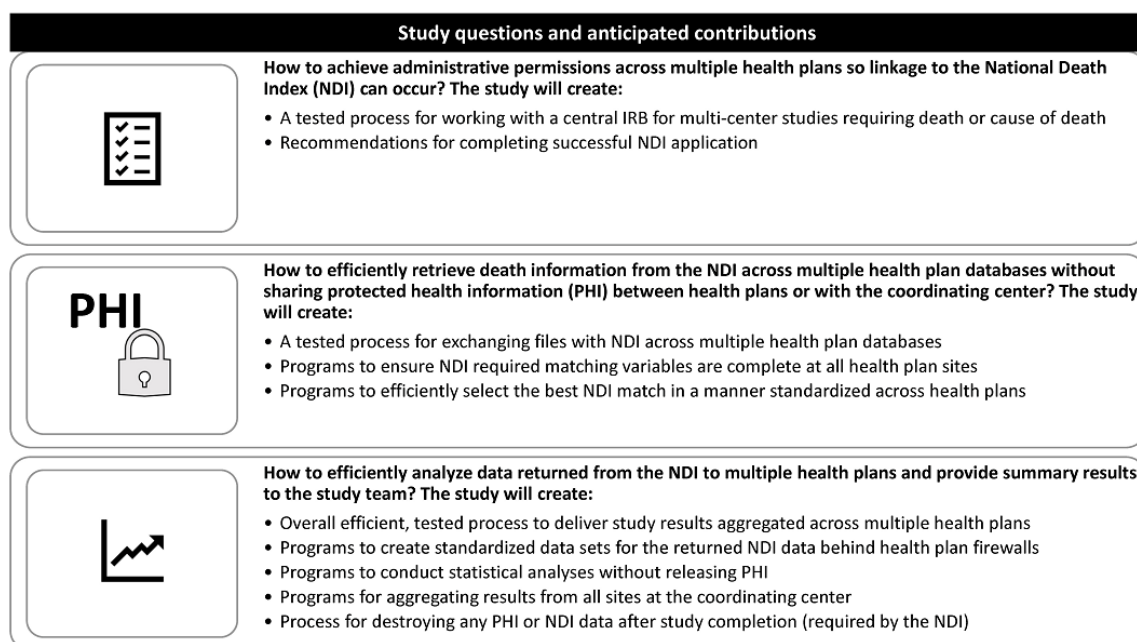 Study questions and anticipated contributions
How to achieve administrative permissions across multiple health plans so linkage to the National Death
Index (NDI) can occur? The study will create:
• A tested process for working with a central IRB for multi-center studies requiring death or cause of death
• Recommendations for completing successful NDI application
PHI
How to efficiently retrieve death information from the NDI across multiple health plan databases without
sharing protected health information (PHI) between health plans or with the coordinating center? The study
will create:
• A tested process for exchanging files with NDI across multiple health plan databases
• Programs to ensure NDI required matching variables are complete at all health plan sites
• Programs to efficiently select the best NDI match in a manner standardized across health plans
How to efficiently analyze data returned from the NDI to multiple health plans and provide summary results
to the study team? The study will create:
• Overall efficient, tested process to deliver study results aggregated across multiple health plans
• Programs to create standardized data sets for the returned NDI data behind health plan firewalls
• Programs to conduct statistical analyses without releasing PHI
• Programs for aggregating results from all sites at the coordinating center
• Process for destroying any PHI or NDI data after study completion (required by the NDI)